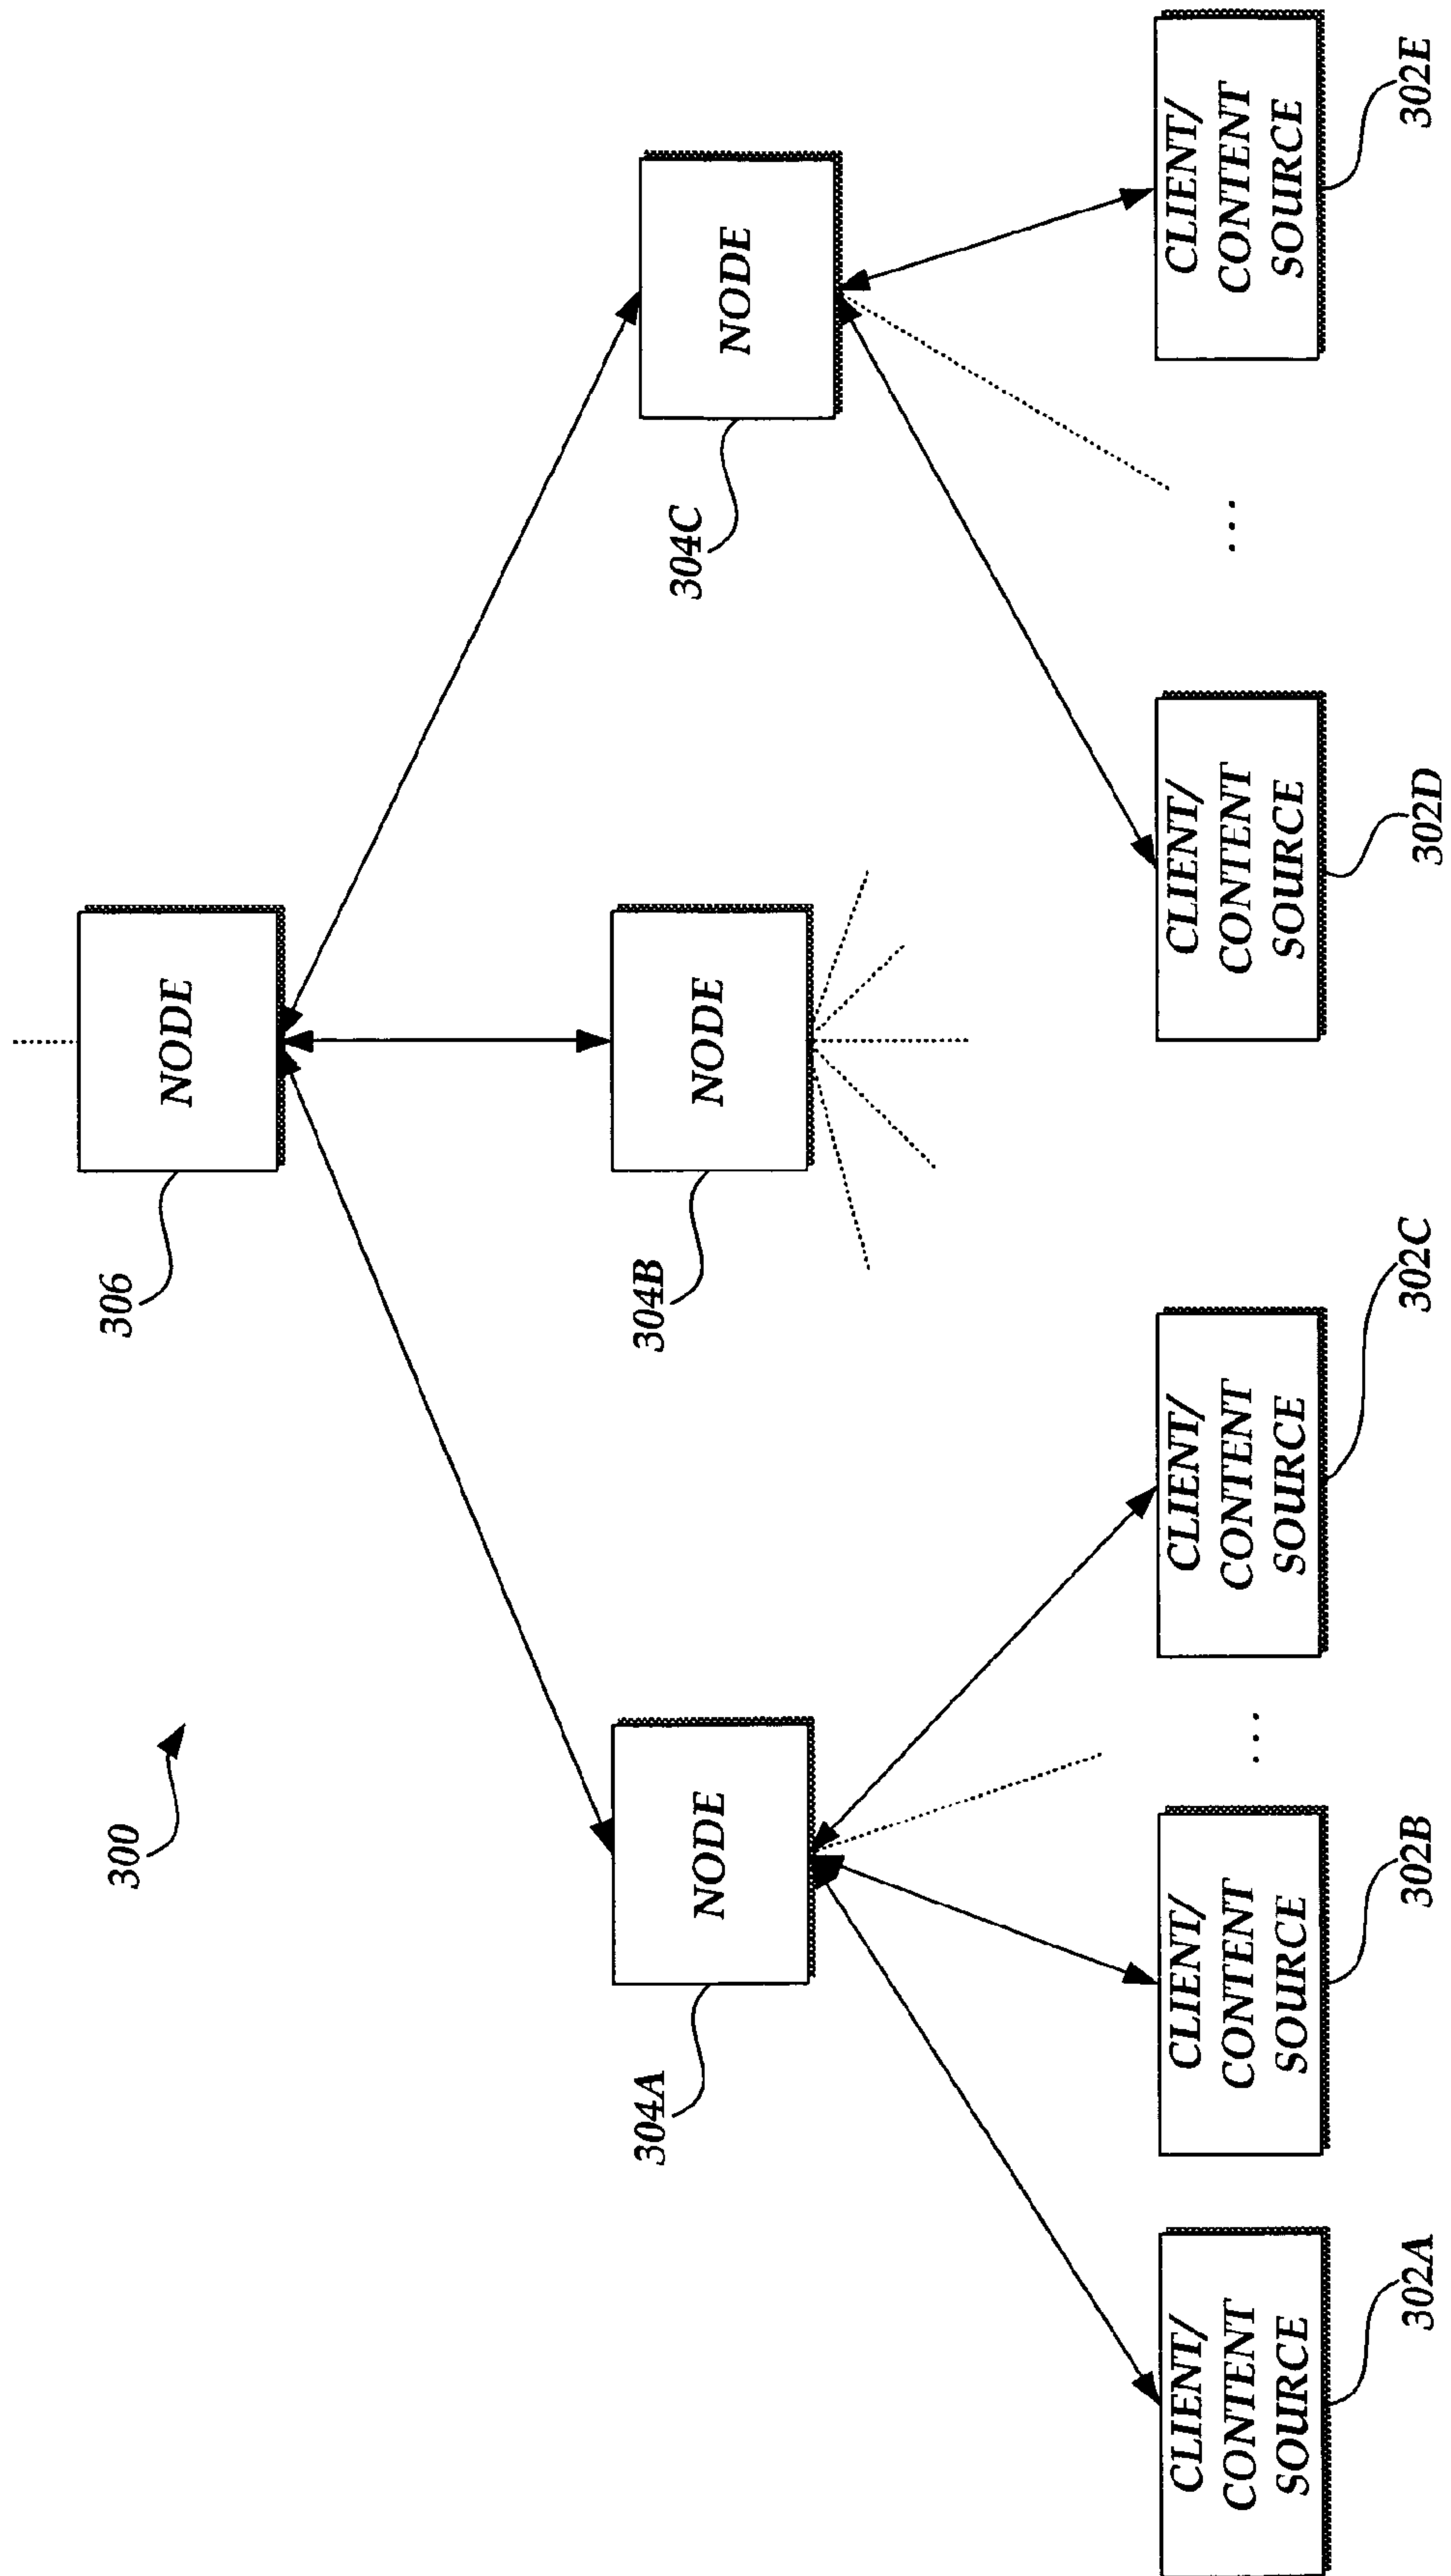 300
306
NODE
304A
NODE
304B
NODE
304C
NODE
CLIENT/
CONTENT
SOURCE
302A
CLIENT/
CONTENT
SOURCE
302B
...
CLIENT/
CONTENT
SOURCE
302C
CLIENT/
CONTENT
SOURCE
302D
...
CLIENT/
CONTENT
SOURCE
302E